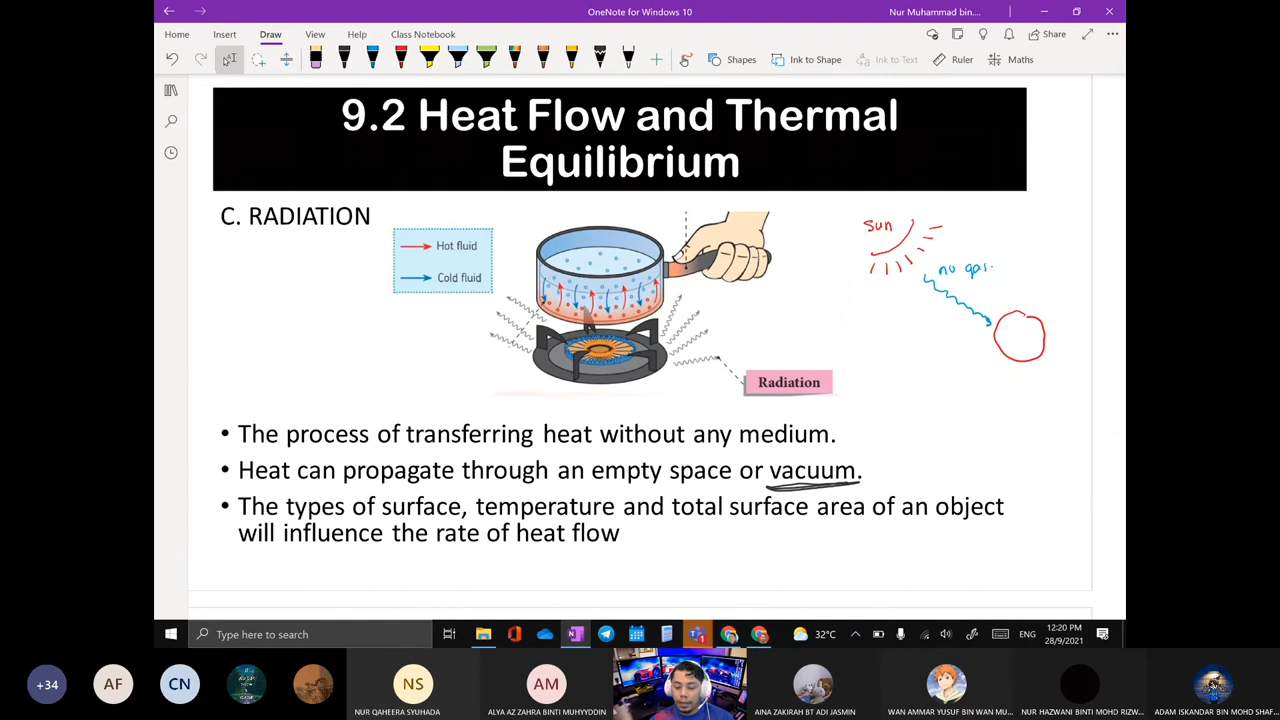 OneNote for Windows 10
Nur Muhammad bin....
Home Insert Draw View Help Class Notebook
Share
Shapes Ink to Shape Ink to Text Ruler Maths
9.2 Heat Flow and Thermal
Equilibrium
C. RADIATION
Hot fluid
Cold fluid
sun
no gas.
Radiation
• The process of transferring heat without any medium.
• Heat can propagate through an empty space or vacuum.
• The types of surface, temperature and total surface area of an object
will influence the rate of heat flow
Type here to search
32°C
ENG
12:20 PM
28/9/2021
+34
AF
CN
NS
AM
NUR QAHEERA SYUHADA
ALYA AZ ZAHRA BINTI MUHYYDDIN
AINA ZAKIRAH BT ADI JASMIN
WAN AMMAR YUSUF BIN WAN MU...
NUR HAZWANI BINTI MOHD RIZW...
ADAM ISKANDAR BIN MOHD SHAF...